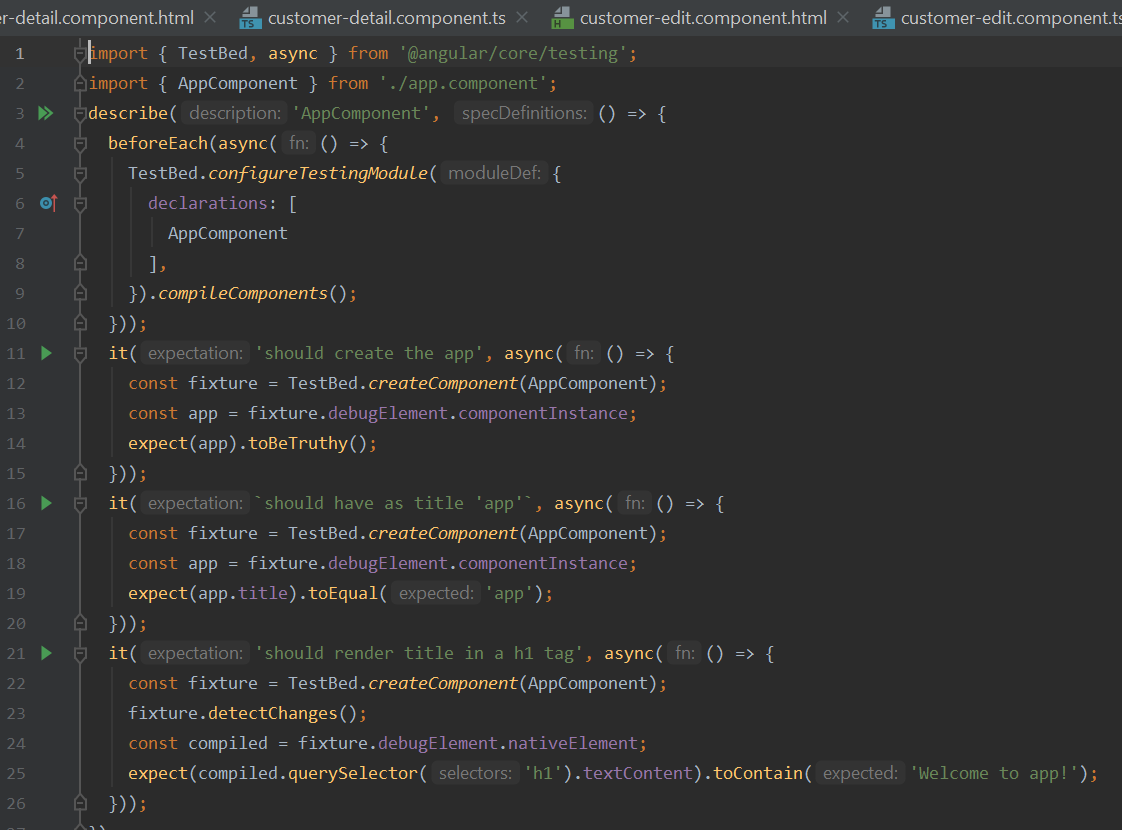 er-detail.component.html customer-detail.component.ts customer-edit.component.html customer-edit.component.ts
1 import { TestBed, async } from '@angular/core/testing';
2 import { AppComponent } from './app.component';
3 describe( description: 'AppComponent', specDefinitions: () => {
4 beforeEach(async( fn: () => {
5 TestBed.configureTestingModule( moduleDef: {
6 declarations: [
7 AppComponent
8 ],
9 }).compileComponents();
10 }));
11 it( expectation: 'should create the app', async( fn: () => {
12 const fixture = TestBed.createComponent(AppComponent);
13 const app = fixture.debugElement.componentInstance;
14 expect(app).toBeTruthy();
15 }));
16 it( expectation: `should have as title 'app'`, async( fn: () => {
17 const fixture = TestBed.createComponent(AppComponent);
18 const app = fixture.debugElement.componentInstance;
19 expect(app.title).toEqual( expected: 'app');
20 }));
21 it( expectation: 'should render title in a h1 tag', async( fn: () => {
22 const fixture = TestBed.createComponent(AppComponent);
23 fixture.detectChanges();
24 const compiled = fixture.debugElement.nativeElement;
25 expect(compiled.querySelector( selectors: 'h1').textContent).toContain( expected: 'Welcome to app!');
26 }));